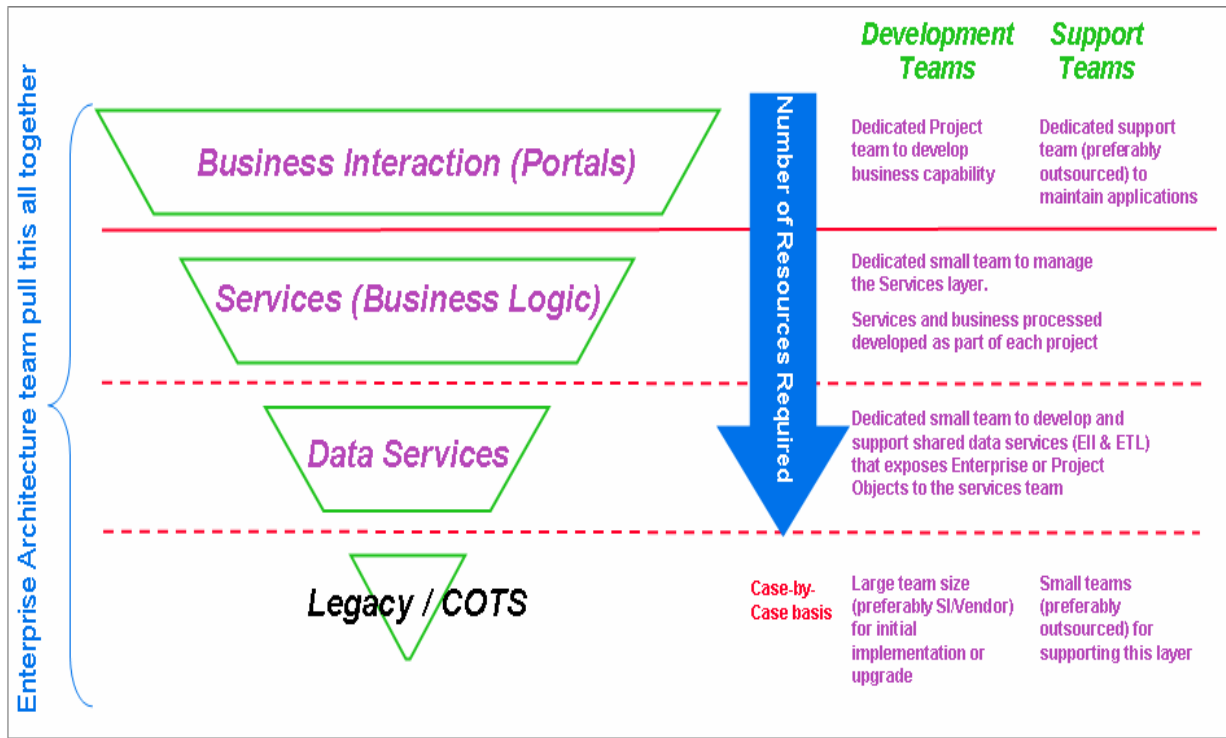 Enterprise Architecture team pull this all together
Development
Teams
Support
Teams
Business Interaction (Portals)
Number of Resources Required
Dedicated Project
team to develop
business capability
Dedicated support
team (preferably
outsourced) to
maintain applications
Services (Business Logic)
Dedicated small team to manage
the Services layer.
Services and business processed
developed as part of each project
Data Services
Dedicated small team to develop and
support shared data services (EII & ETL)
that exposes Enterprise or Project
Objects to the services team
Legacy / COTS
Case-by-
Case basis
Large team size
(preferably SI/Vendor)
for initial
implementation or
upgrade
Small teams
(preferably
outsourced) for
supporting this layer